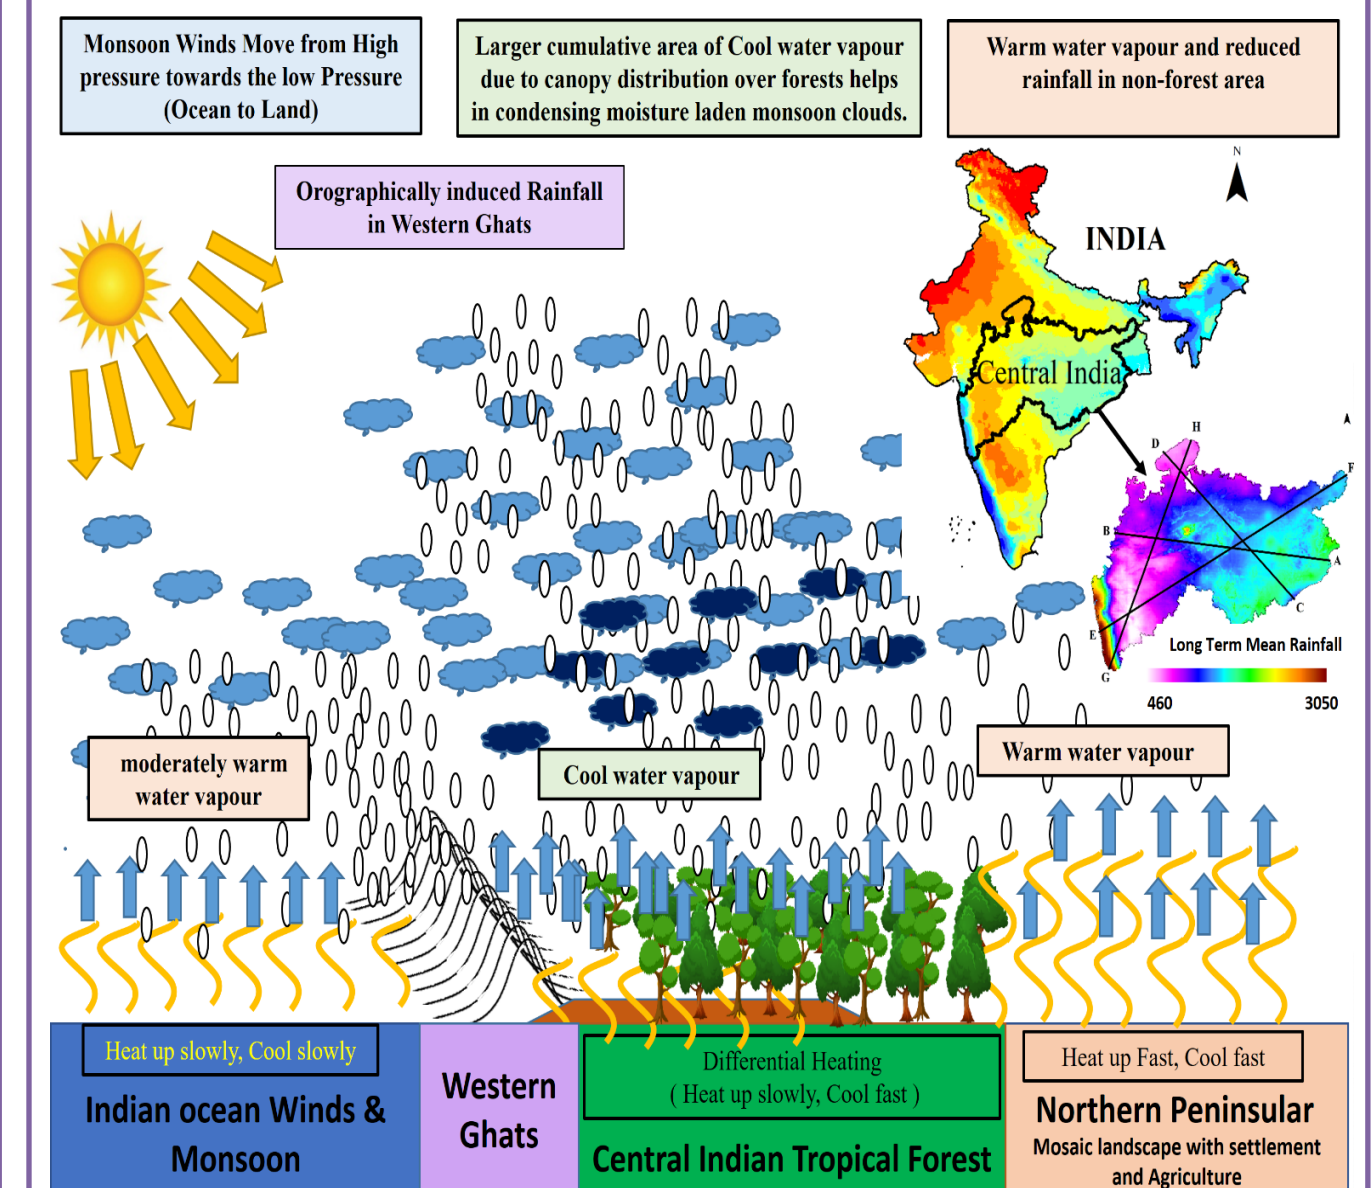 Monsoon Winds Move from High
pressure towards the low Pressure
(Ocean to Land)
Larger cumulative area of Cool water vapour
due to canopy distribution over forests helps
in condensing moisture laden monsoon clouds.
Warm water vapour and reduced
rainfall in non-forest area
Orographically induced Rainfall
in Western Ghats
N
INDIA
Central India
H
D
F
B
A
C
E
G
Long Term Mean Rainfall
460
3050
moderately warm
water vapour
Cool water vapour
Warm water vapour
Heat up slowly, Cool slowly
Indian ocean Winds &
Monsoon
Western
Ghats
Differential Heating
( Heat up slowly, Cool fast )
Central Indian Tropical Forest
Heat up Fast, Cool fast
Northern Peninsular
Mosaic landscape with settlement
and Agriculture